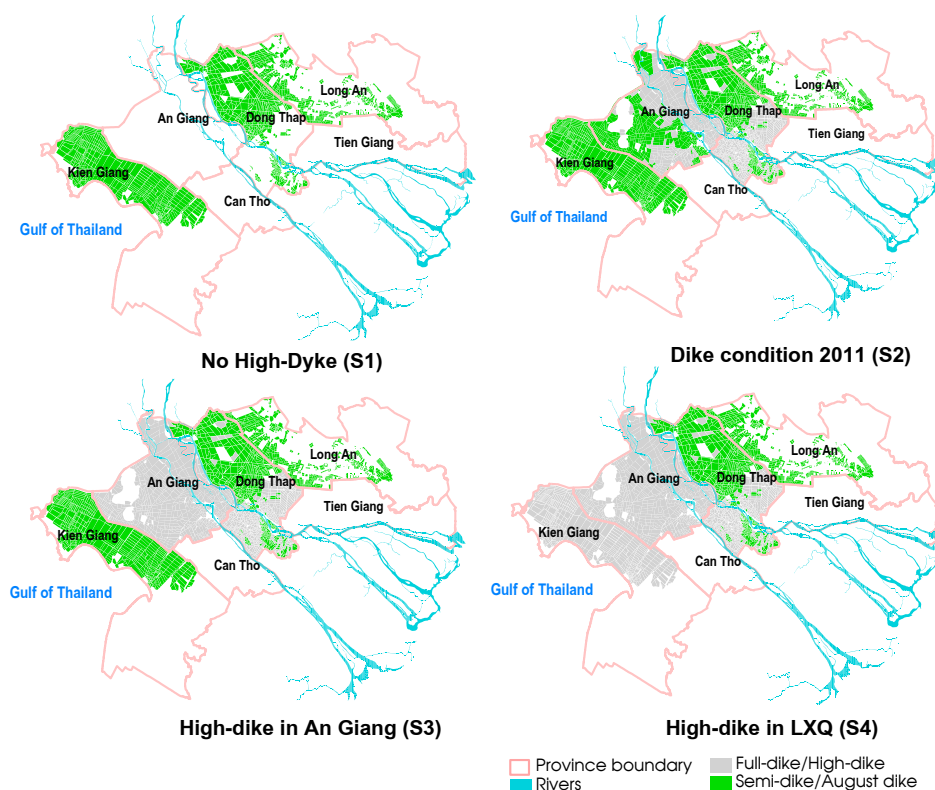 Long An
An Giang
Dong Thap
Tien Giang
Kien Giang
Can Tho
Gulf of Thailand
No High-Dyke (S1)
Long An
An Giang
Dong Thap
Tien Giang
Kien Giang
Can Tho
Gulf of Thailand
Dike condition 2011 (S2)
Long An
An Giang
Dong Thap
Tien Giang
Kien Giang
Can Tho
Gulf of Thailand
High-dike in An Giang (S3)
Long An
An Giang
Dong Thap
Tien Giang
Kien Giang
Can Tho
Gulf of Thailand
High-dike in LXQ (S4)
Province boundary
Rivers
Full-dike/High-dike
Semi-dike/August dike